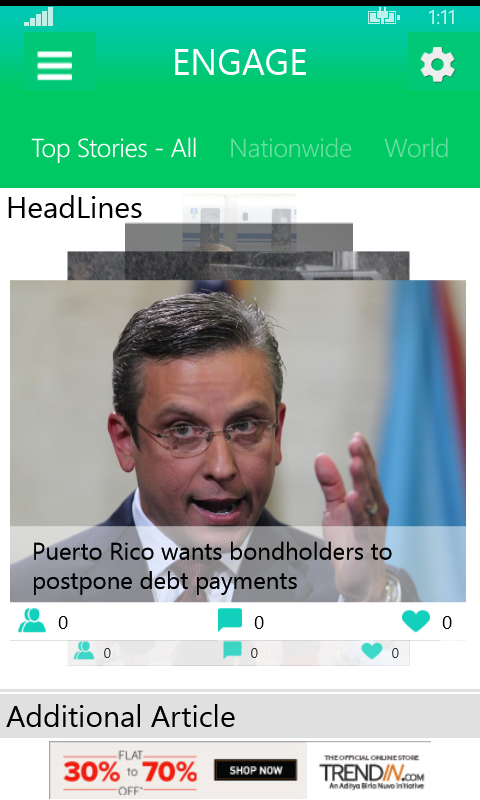 1:11
ENGAGE
Top Stories - All Nationwide World
HeadLines
Puerto Rico wants bondholders to
postpone debt payments
0 0 0
0 0 0
Additional Article
FLAT
30% to 70%
OFF*
SHOP NOW
THE OFFICIAL ONLINE STORE
TRENDIN.COM
An Aditya Birla Nuvo Initiative